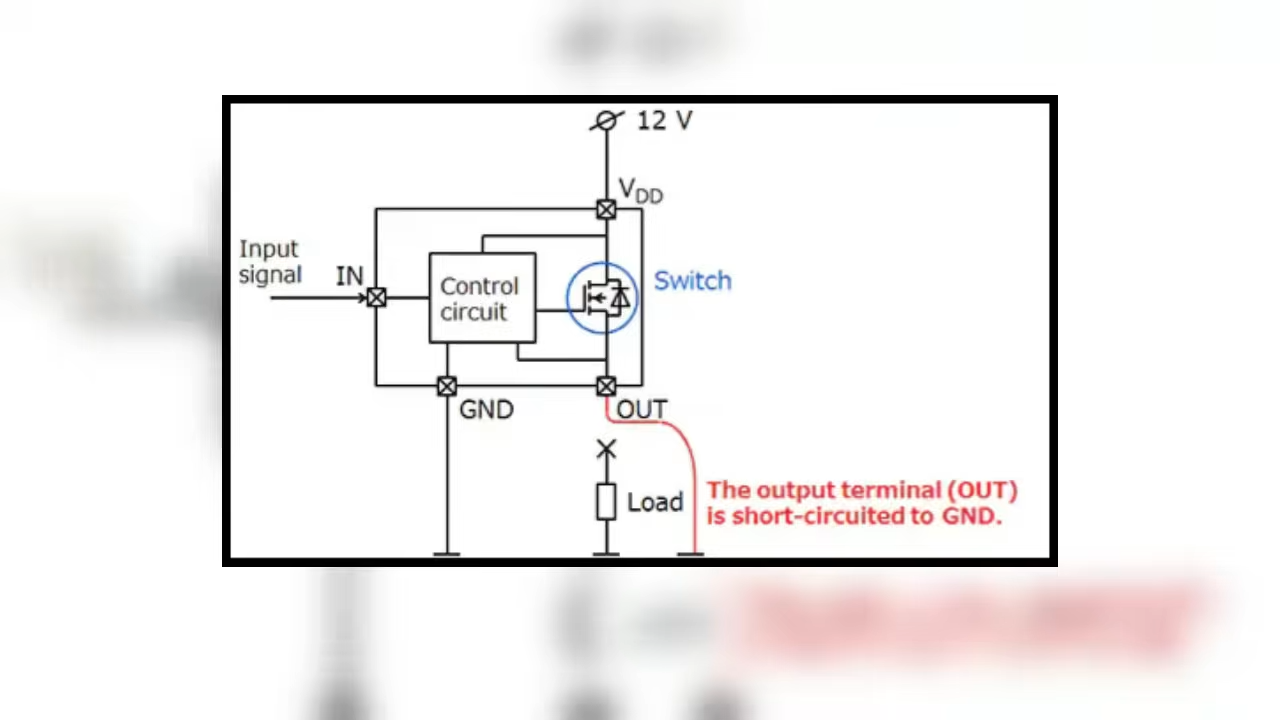 12 V
VDD
Input
signal
IN
Control
circuit
Switch
GND
OUT
Load
The output terminal (OUT)
is short-circuited to GND.